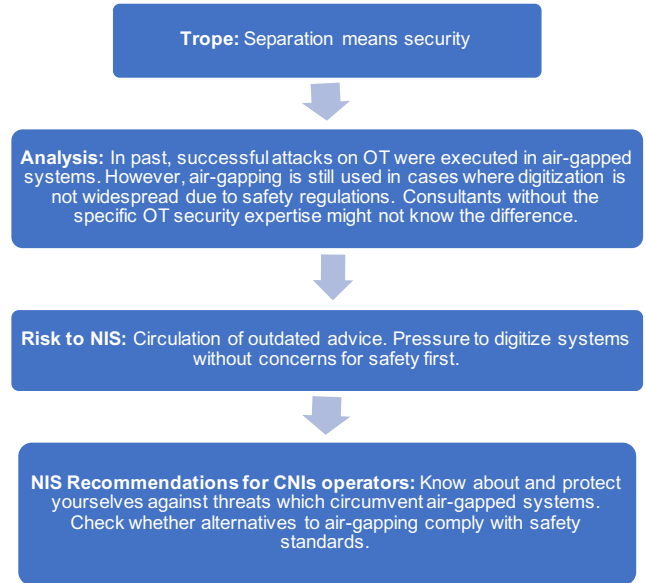 Trope: Separation means security
Analysis: In past, successful attacks on OT were executed in air-gapped
systems. However, air-gapping is still used in cases where digitization is
not widespread due to safety regulations. Consultants without the
specific OT security expertise might not know the difference.
Risk to NIS: Circulation of outdated advice. Pressure to digitize systems
without concerns for safety first.
NIS Recommendations for CNIs operators: Know about and protect
yourselves against threats which circumvent air-gapped systems.
Check whether alternatives to air-gapping comply with safety
standards.